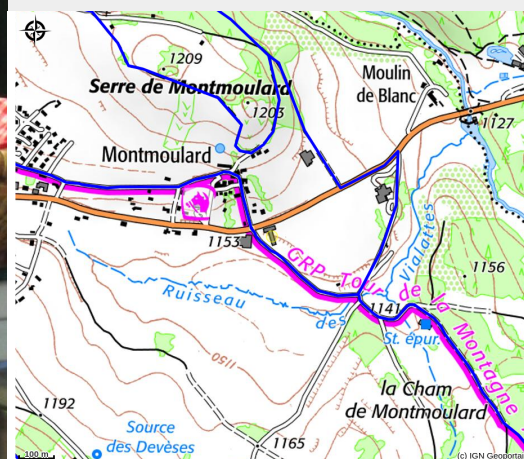 1209
Serre de Montmoulard
1203
Moulin
de Blanc
1127
Montmoulard
1153
GRP Tour de la Montagne
Vialattes
1156
Ruisseau
des
1141
St. épur.
1150
la Cham
de Montmoulard
1192
Source
des Devèses
1165
100 m
(c) IGN Geoportai